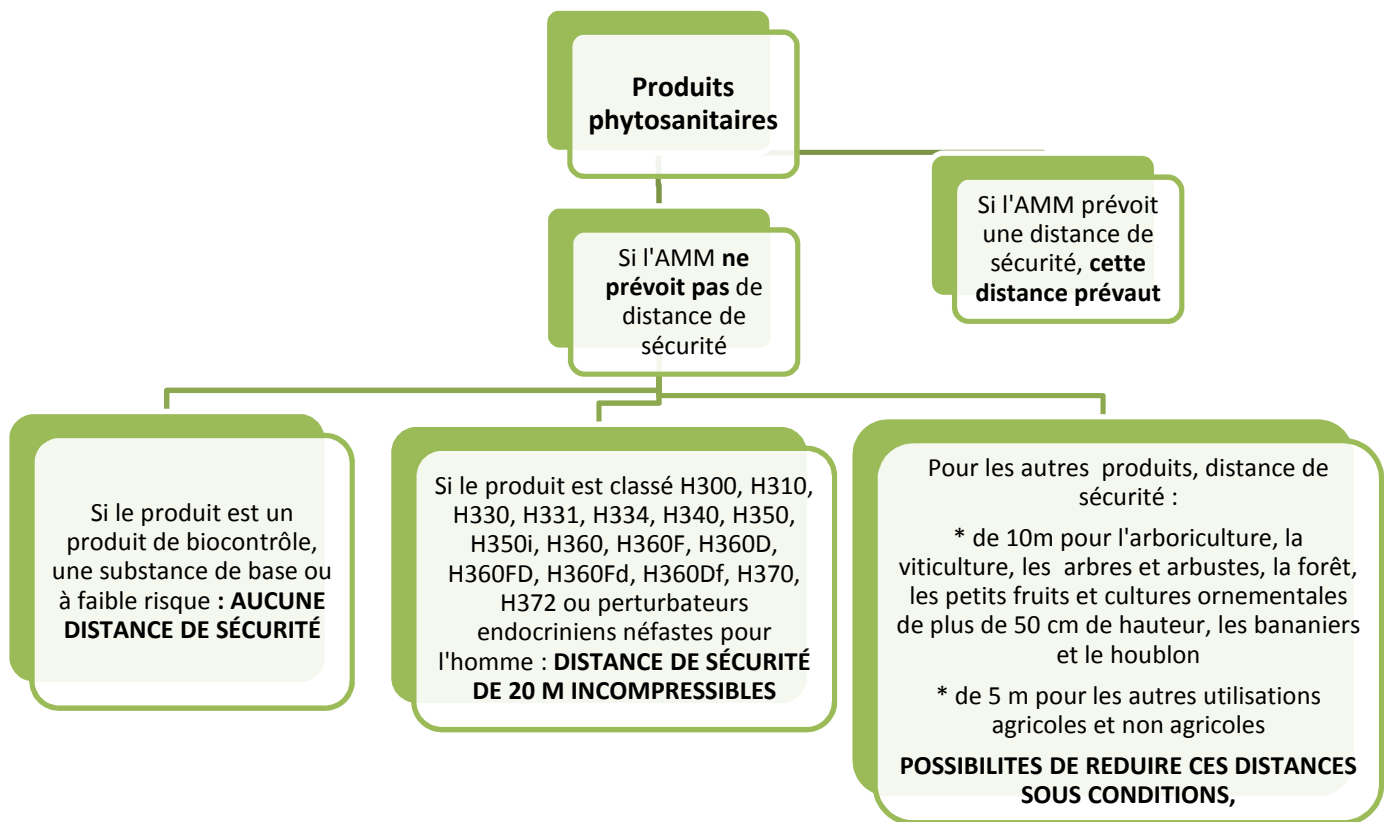 Produits
phytosanitaires
Si l'AMM prévoit
une distance de
sécurité, cette
distance prévaut
Si l'AMM ne
prévoit pas de
distance de
sécurité
Si le produit est un
produit de biocontrôle,
une substance de base ou
à faible risque : AUCUNE
DISTANCE DE SÉCURITÉ
Si le produit est classé H300, H310,
H330, H331, H334, H340, H350,
H350i, H360, H360F, H360D,
H360FD, H360Fd, H360Df, H370,
H372 ou perturbateurs
endocriniens néfastes pour
l'homme : DISTANCE DE SÉCURITÉ
DE 20 M INCOMPRESSIBLES
Pour les autres  produits, distance de
sécurité :
* de 10m pour l'arboriculture, la
viticulture, les  arbres et arbustes, la forêt,
les petits fruits et cultures ornementales
de plus de 50 cm de hauteur, les bananiers
et le houblon
* de 5 m pour les autres utilisations
agricoles et non agricoles
POSSIBILITES DE REDUIRE CES DISTANCES
SOUS CONDITIONS,